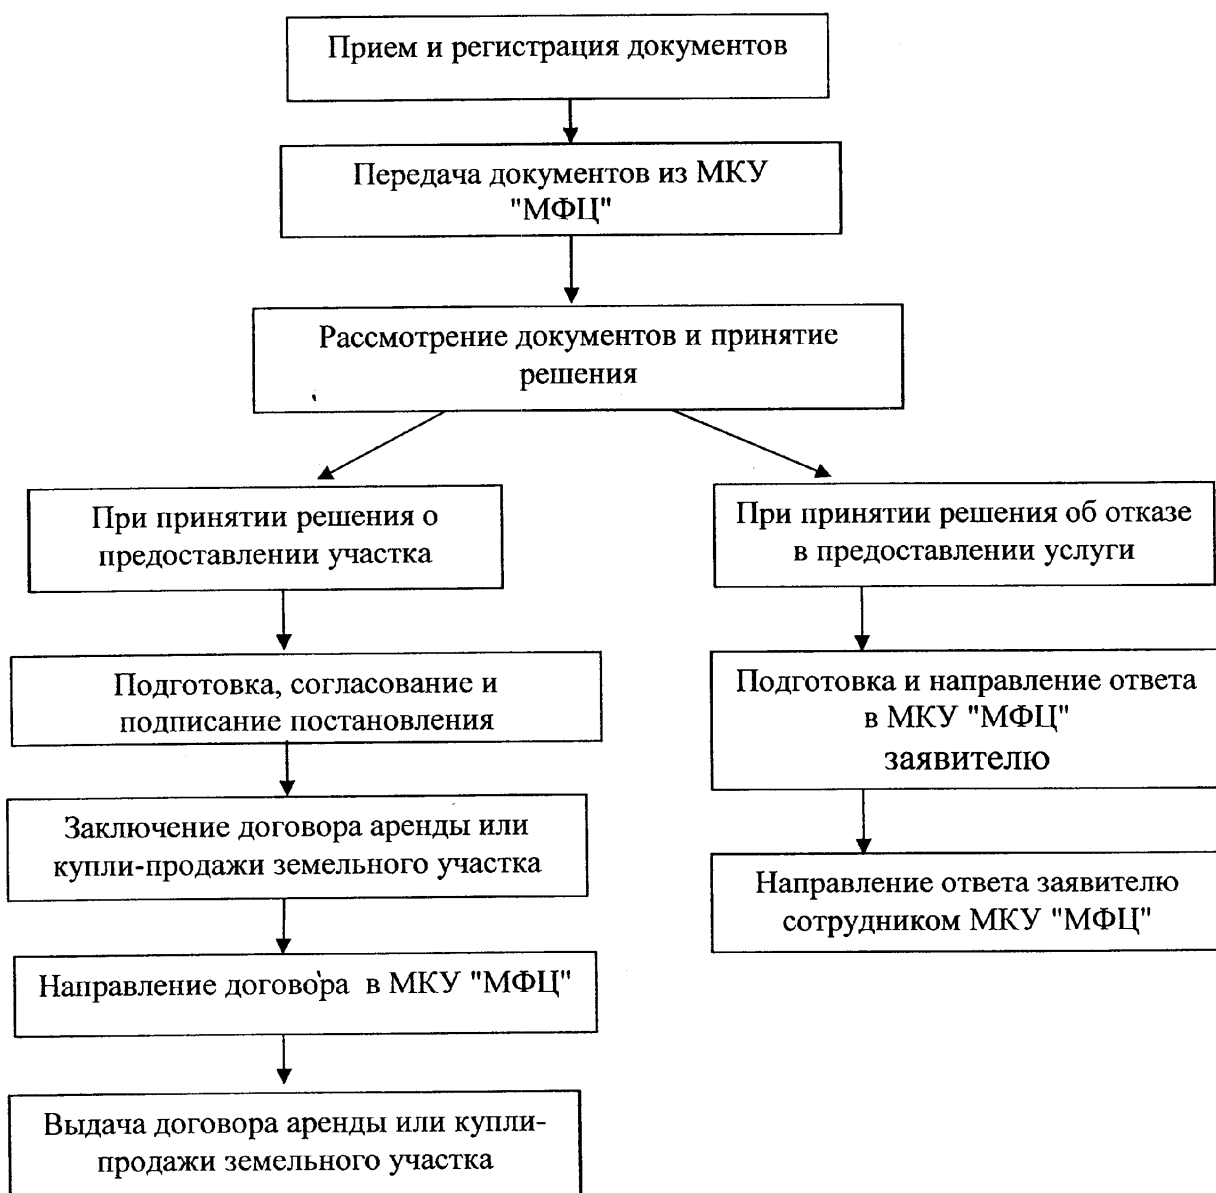 Прием и регистрация документов
Передача документов из МКУ
"МФЦ"
Рассмотрение документов и принятие
решения
При принятии решения о
предоставлении участка
При принятии решения об отказе
в предоставлении услуги
Подготовка, согласование и
подписание постановления
Подготовка и направление ответа
в МКУ "МФЦ"
заявителю
Заключение договора аренды или
купли-продажи земельного участка
Направление ответа заявителю
сотрудником МКУ "МФЦ"
Направление договора в МКУ "МФЦ"
Выдача договора аренды или купли-
продажи земельного участка